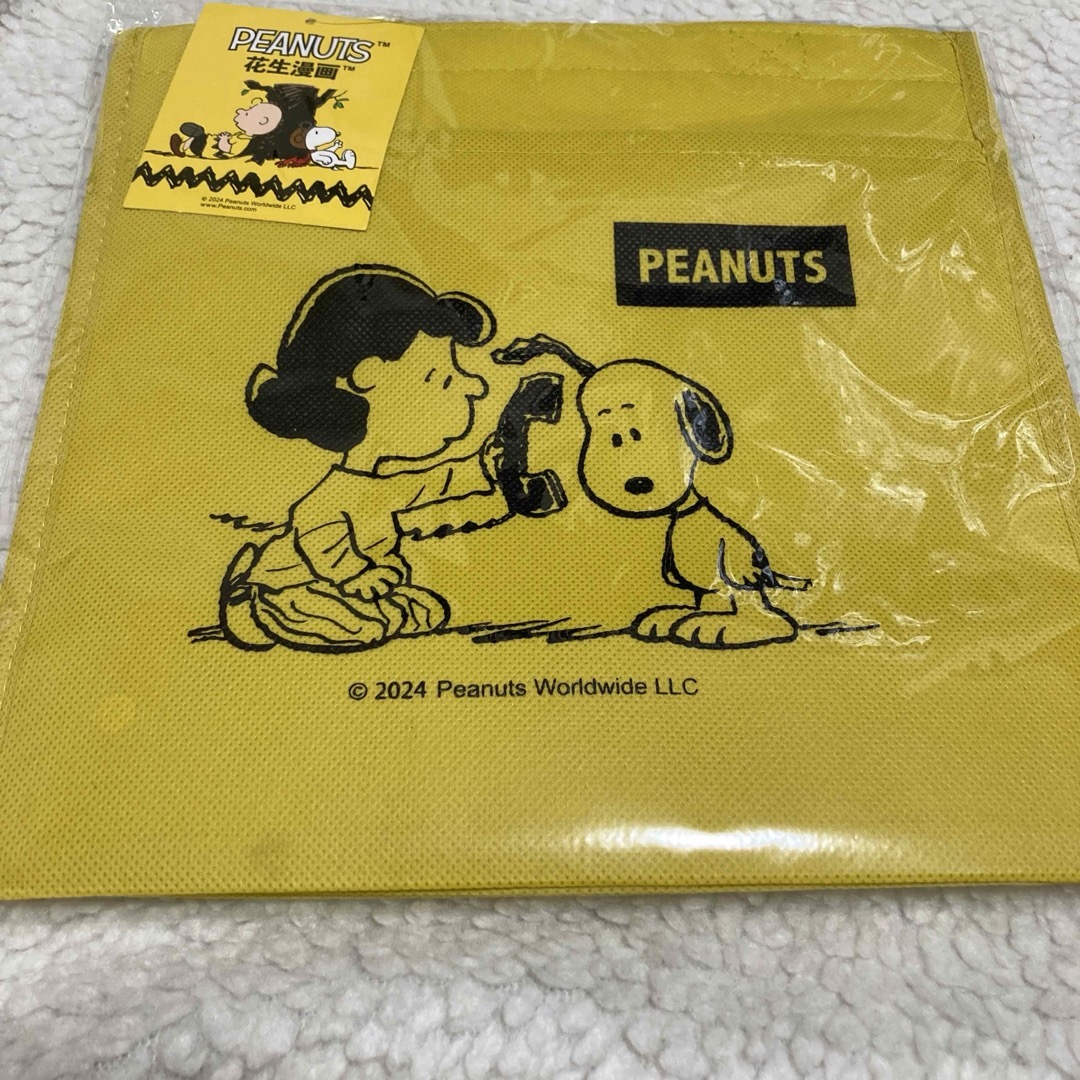 PEANUTS™
花生漫画™
© 2024 Peanuts Worldwide LLC
www.Peanuts.com
PEANUTS
© 2024 Peanuts Worldwide LLC